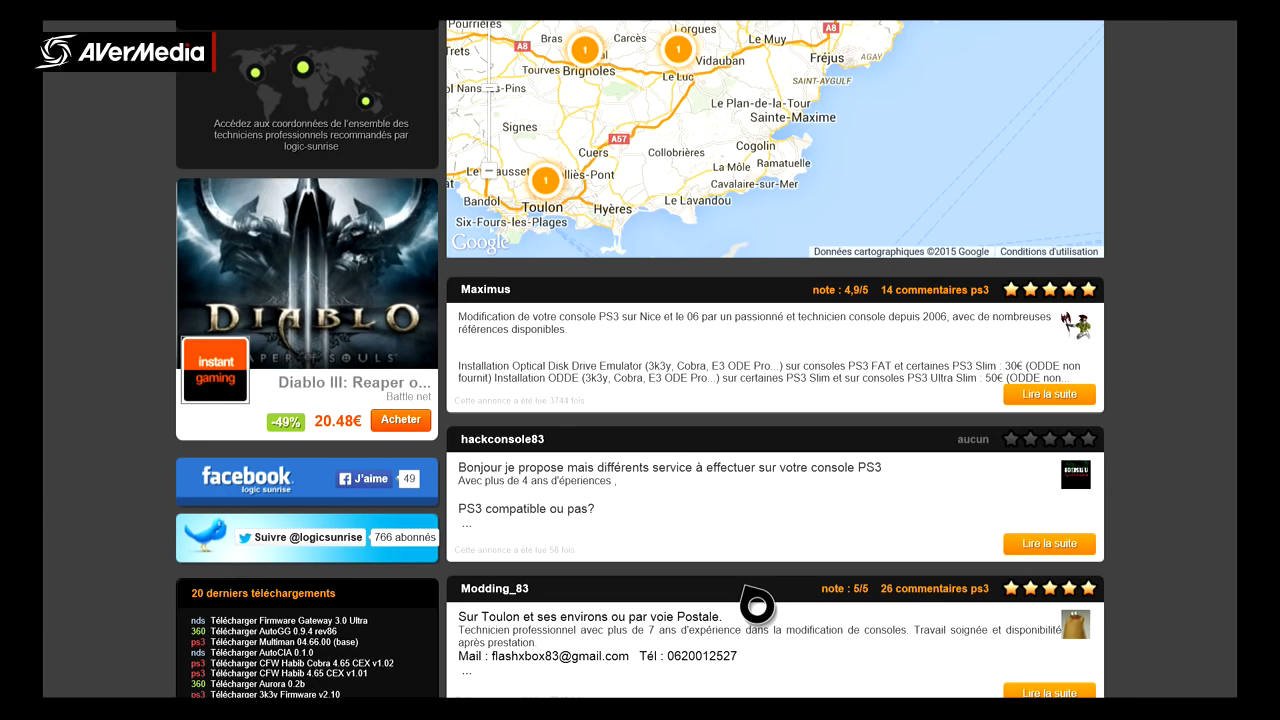 AVerMedia
Accédez aux coordonnées de l'ensemble des
techniciens professionnels recommandés par
logic-sunrise
DIABLO
REAPER OF SOULS
instant
gaming
Diablo III: Reaper o...
Battle.net
-49% 20.48€ Acheter
facebook.
logic sunrise
J'aime 49
Suivre @logicsunrise 766 abonnés
20 derniers téléchargements
nds Télécharger Firmware Gateway 3.0 Ultra
360 Télécharger AutoGG 0.9.4 rev86
ps3 Télécharger Multiman 04.66.00 (base)
nds Télécharger AutoCIA 0.1.0
ps3 Télécharger CFW Habib Cobra 4.65 CEX v1.02
ps3 Télécharger CFW Habib 4.65 CEX v1.01
360 Télécharger Aurora 0.2b
ps3 Télécharger 3k3y Firmware v2.10
Pourrières
Lorgues
A8
Bras
Carcès
Le Muy
A8
Trets
1
1
Vidauban
Fréjus
AGAY
Tourves
Brignoles
Le Luc
SAINT-AYGULF
Nans-les-Pins
Le Plan-de-la-Tour
Sainte-Maxime
Signes
A57
Cogolin
Cuers
Collobrières
La Môle
Ramatuelle
1
Cavalaire-sur-Mer
Bandol
Toulon
Hyères
Le Lavandou
Six-Fours-les-Plages
Google
Données cartographiques ©2015 Google
Conditions d'utilisation
Maximus note : 4,9/5 14 commentaires ps3
Modification de votre console PS3 sur Nice et le 06 par un passionné et technicien console depuis 2006, avec de nombreuses
références disponibles.
Installation Optical Disk Drive Emulator (3k3y, Cobra, E3 ODE Pro...) sur consoles PS3 FAT et certaines PS3 Slim : 30€ (ODDE non
fournit) Installation ODDE (3k3y, Cobra, E3 ODE Pro...) sur certaines PS3 Slim et sur consoles PS3 Ultra Slim : 50€ (ODDE non...
Cette annonce a été lue 3744 fois
Lire la suite
hackconsole83 aucun
Bonjour je propose mais différents service à effectuer sur votre console PS3
Avec plus de 4 ans d'éperiences ,
PS3 compatible ou pas?
...
Cette annonce a été lue 58 fois
Lire la suite
Modding_83 note : 5/5 26 commentaires ps3
Sur Toulon et ses environs ou par voie Postale.
Technicien professionnel avec plus de 7 ans d'expérience dans la modification de consoles. Travail soignée et disponibilité
après prestation.
Mail : flashxbox83@gmail.com Tél : 0620012527
...
Lire la suite